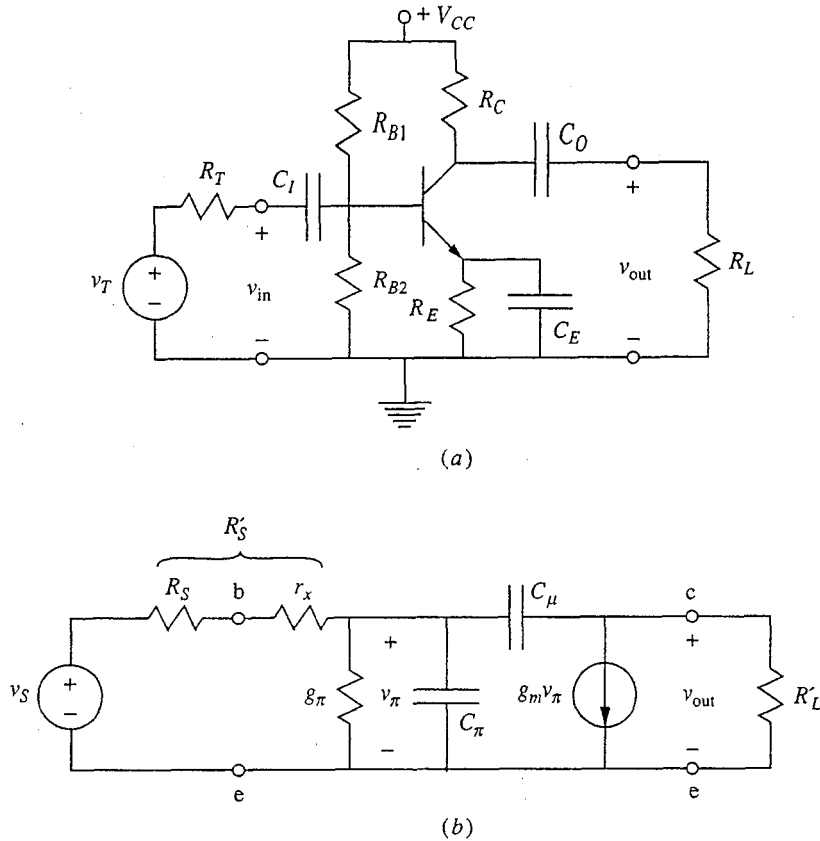 + V_CC
R_C
R_B1
C_O
R_T
C_I
+
+
+
−
v_T
v_in
R_B2
R_E
C_E
v_out
R_L
−
−
(a)
R'_S
R_S
b
r_x
C_μ
c
+
+
+
−
v_S
g_π
v_π
C_π
g_m v_π
v_out
R'_L
−
−
e
e
(b)